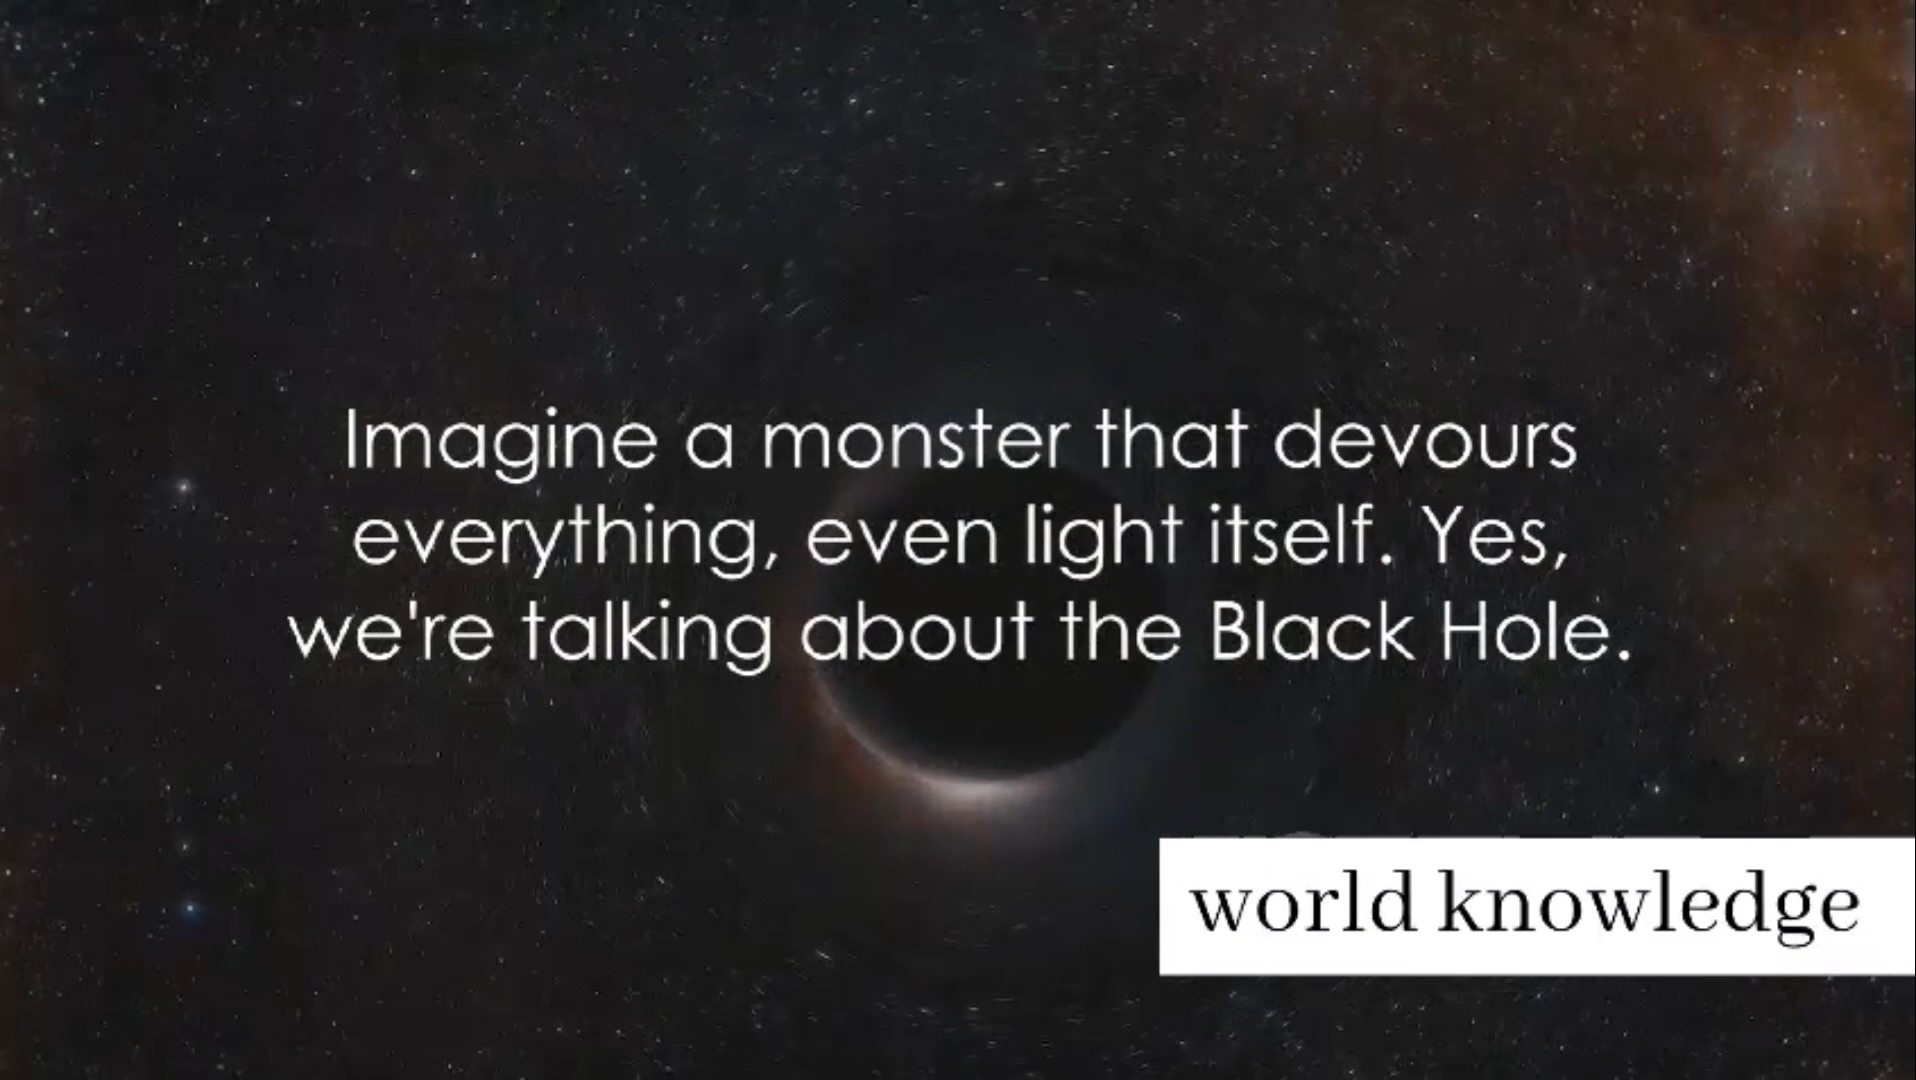 Imagine a monster that devours
everything, even light itself. Yes,
we're talking about the Black Hole.
world knowledge